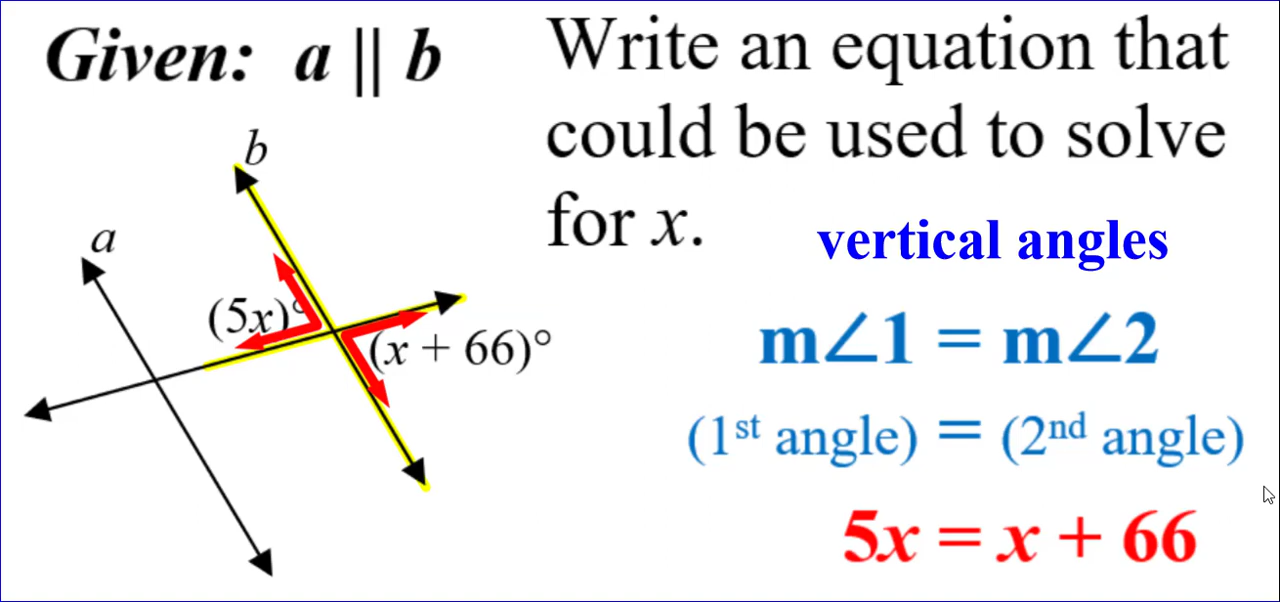 Given: a || b
Write an equation that
could be used to solve
for x.
b
a
(5x)°
(x + 66)°
vertical angles
m∠1 = m∠2
(1st angle) = (2nd angle)
5x = x + 66